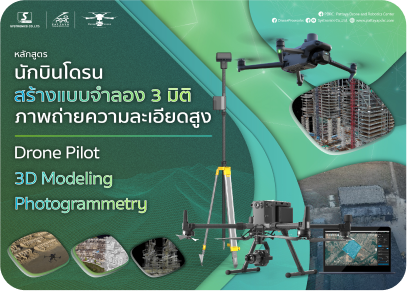 หลักสูตร
นักบินโดรน
สร้างแบบจำลอง 3 มิติ
ภาพถ่ายความละเอียดสูง
Drone Pilot
3D Modeling
Photogrammetry